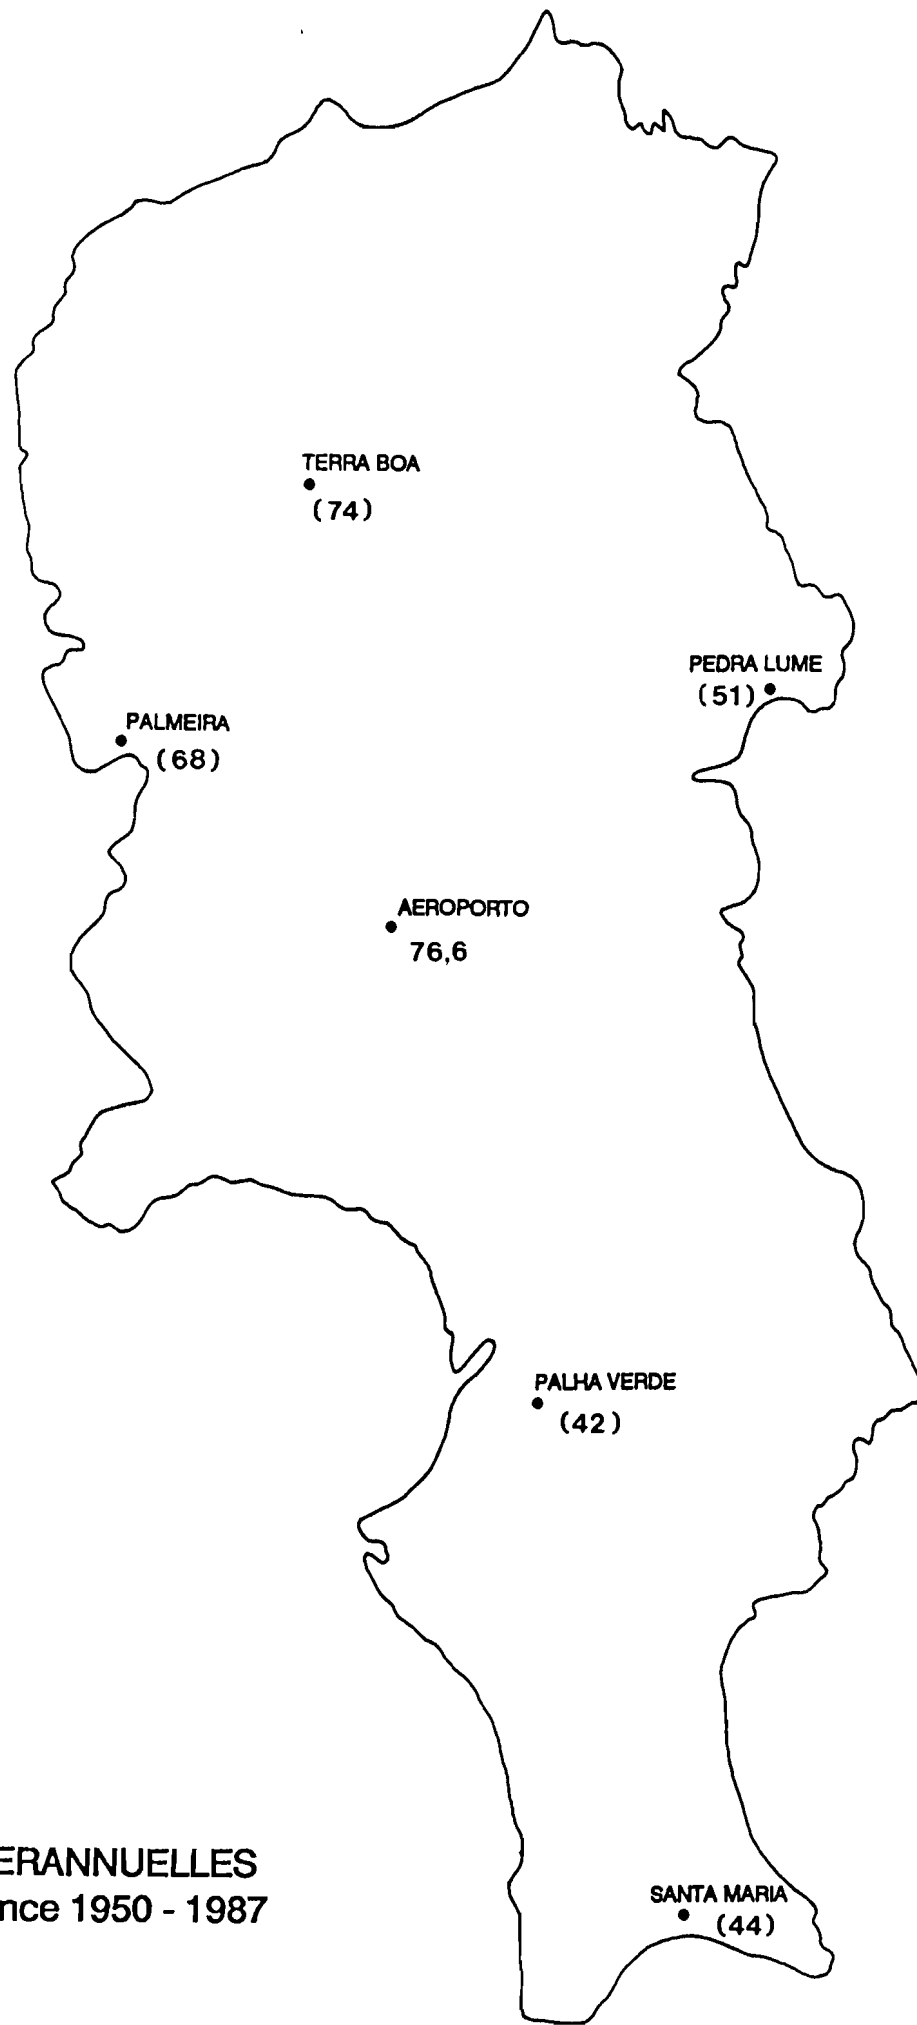 TERRA BOA
(74)
PEDRA LUME
(51)
PALMEIRA
(68)
AEROPORTO
76,6
PALHA VERDE
(42)
ERANNUELLES
nce 1950 - 1987
SANTA MARIA
(44)